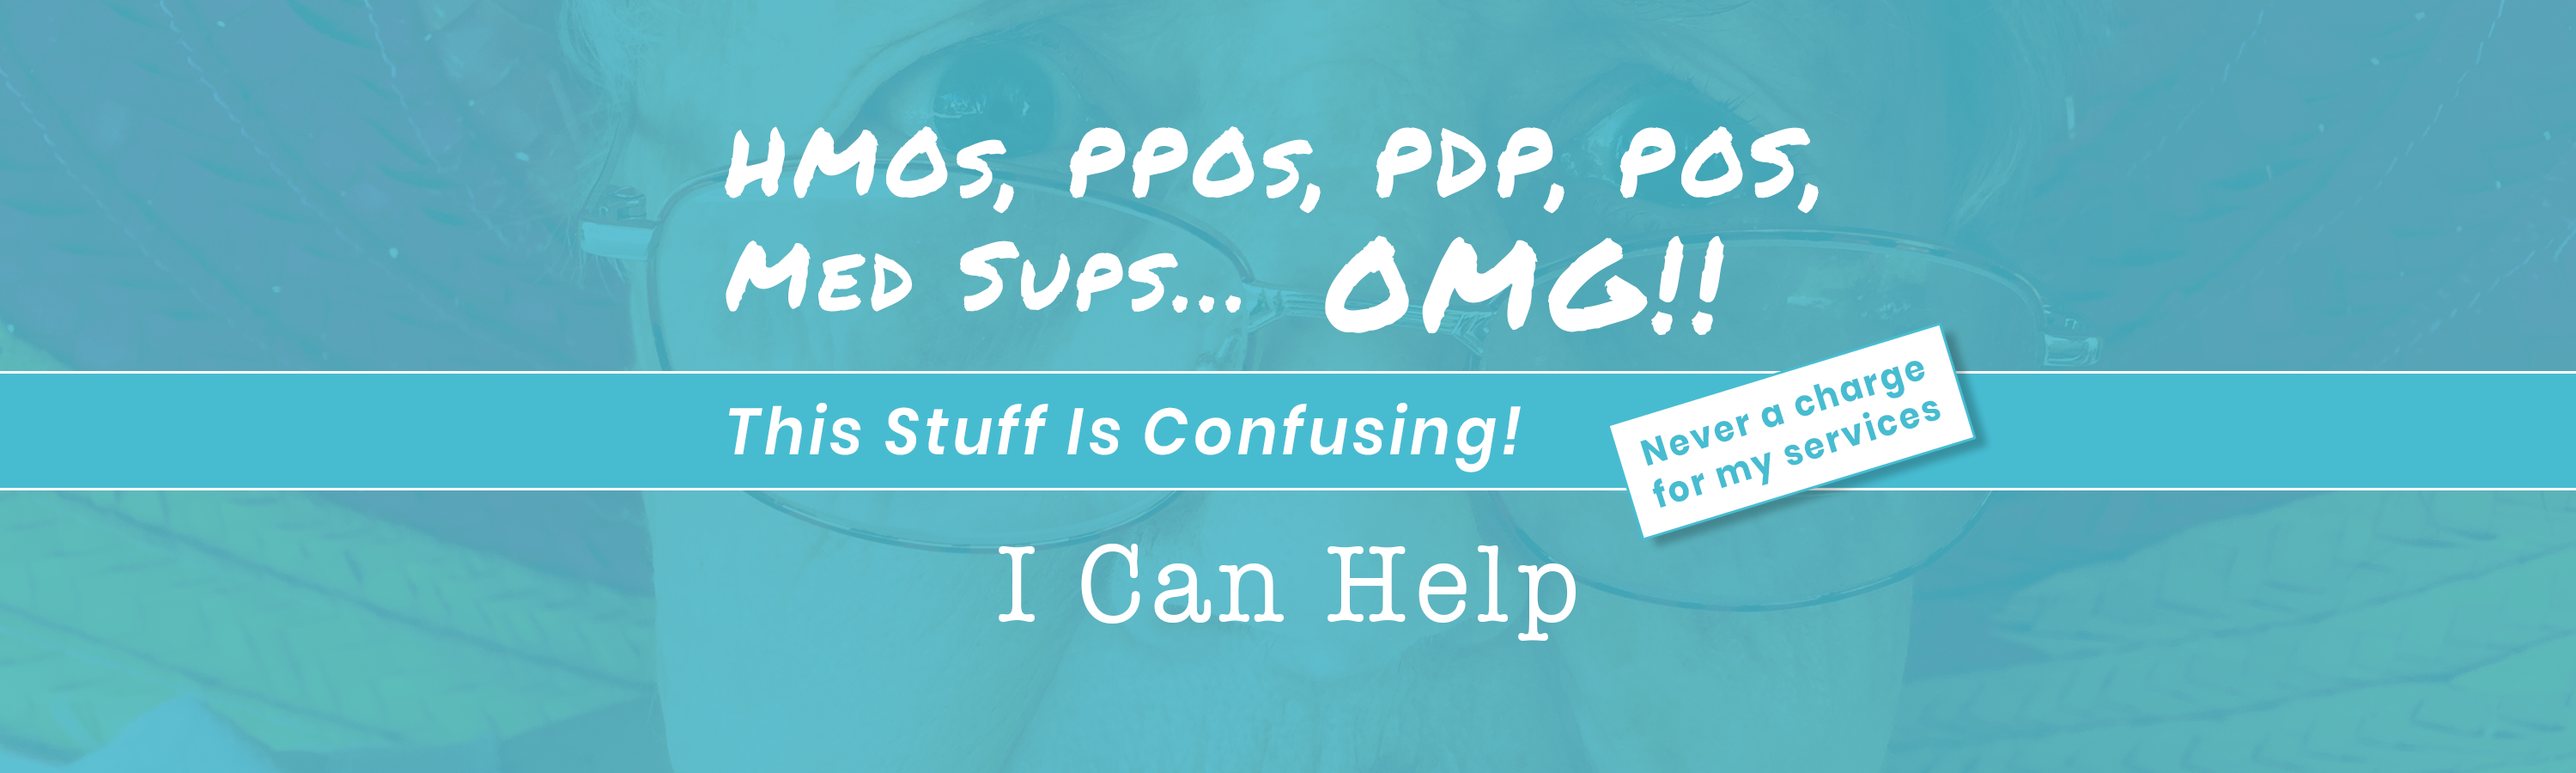 HMOs, PPOs, PDP, POS,
Med Sups... OMG!!
This Stuff Is Confusing!
Never a charge
for my services
I Can Help